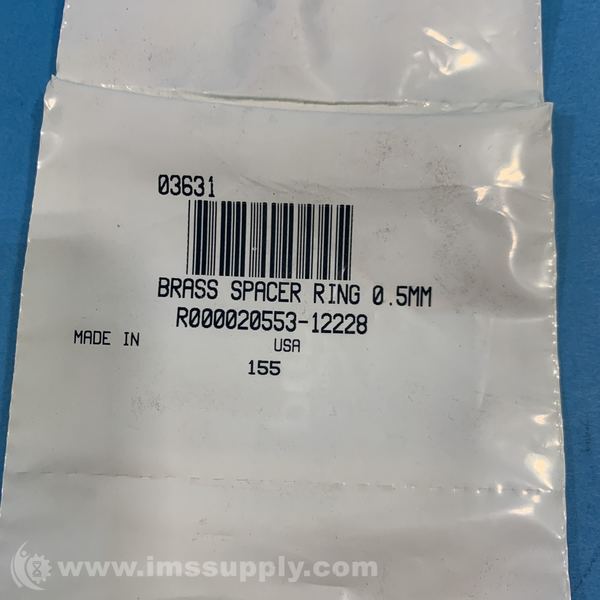 03631
BRASS SPACER RING 0.5MM
R000020553-12228
MADE IN USA
155
www.imssupply.com